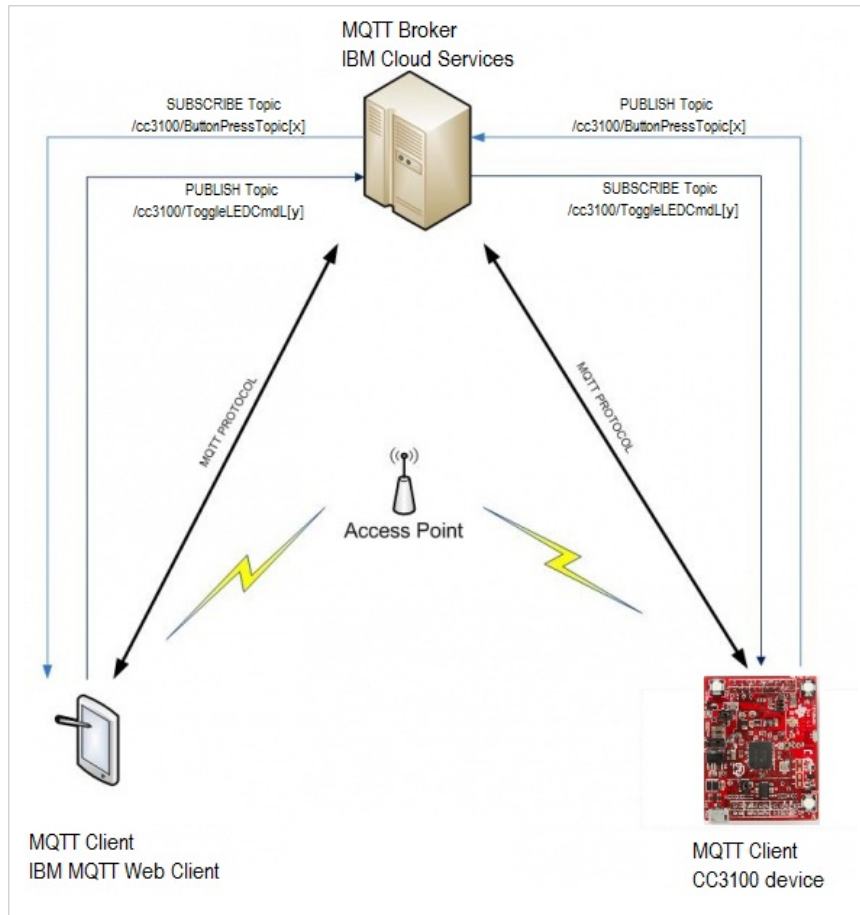 MQTT Broker
IBM Cloud Services
SUBSCRIBE Topic
/cc3100/ButtonPressTopic[x]
PUBLISH Topic
/cc3100/ButtonPressTopic[x]
PUBLISH Topic
/cc3100/ToggleLEDCmdL[y]
SUBSCRIBE Topic
/cc3100/ToggleLEDCmdL[y]
MQTT PROTOCOL
MQTT PROTOCOL
Access Point
MQTT Client
IBM MQTT Web Client
MQTT Client
CC3100 device